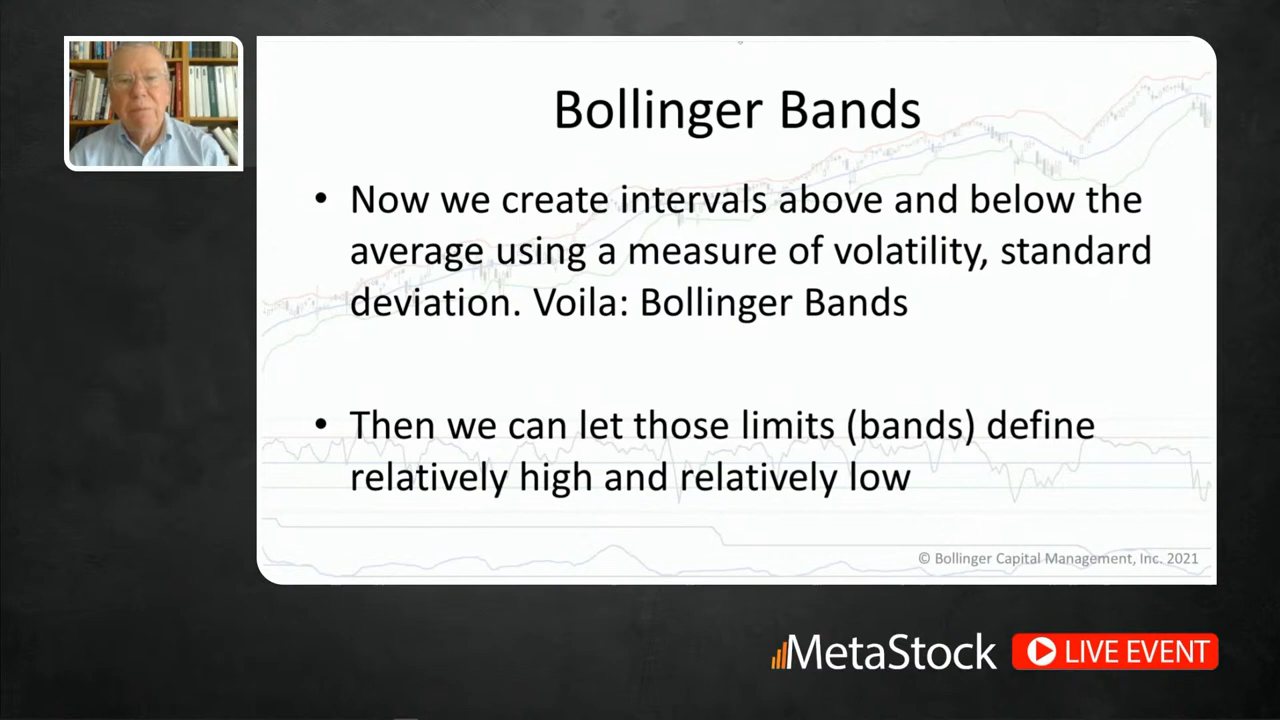 Bollinger Bands
• Now we create intervals above and below the
average using a measure of volatility, standard
deviation. Voila: Bollinger Bands
• Then we can let those limits (bands) define
relatively high and relatively low
© Bollinger Capital Management, Inc. 2021
MetaStock LIVE EVENT